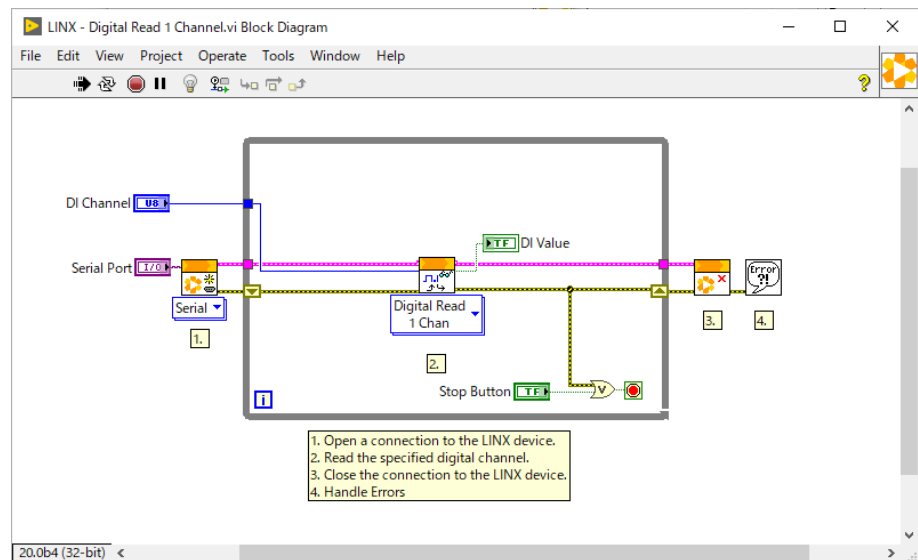 LINX - Digital Read 1 Channel.vi Block Diagram
File Edit View Project Operate Tools Window Help
DI Channel
U8
TF
DI Value
Serial Port
I/O
Error
?!
Serial
Digital Read
1 Chan
1.
3.
4.
2.
Stop Button
TF
V
i
1. Open a connection to the LINX device.
2. Read the specified digital channel.
3. Close the connection to the LINX device.
4. Handle Errors
20.0b4 (32-bit)